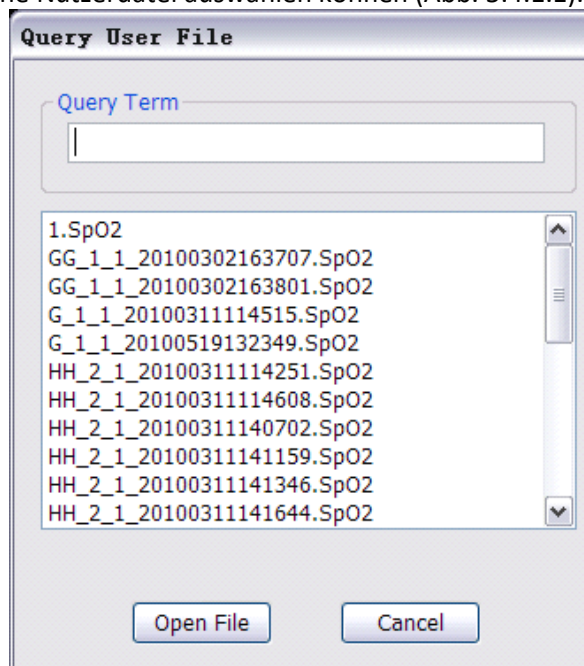 Nutzerdatei auswählen können (Abb.
Query User File
Query Term
1.SpO2
GG_1_1_20100302163707.SpO2
GG_1_1_20100302163801.SpO2
G_1_1_20100311114515.SpO2
G_1_1_20100519132349.SpO2
HH_2_1_20100311114251.SpO2
HH_2_1_20100311114608.SpO2
HH_2_1_20100311140702.SpO2
HH_2_1_20100311141159.SpO2
HH_2_1_20100311141346.SpO2
HH_2_1_20100311141644.SpO2
Open File
Cancel